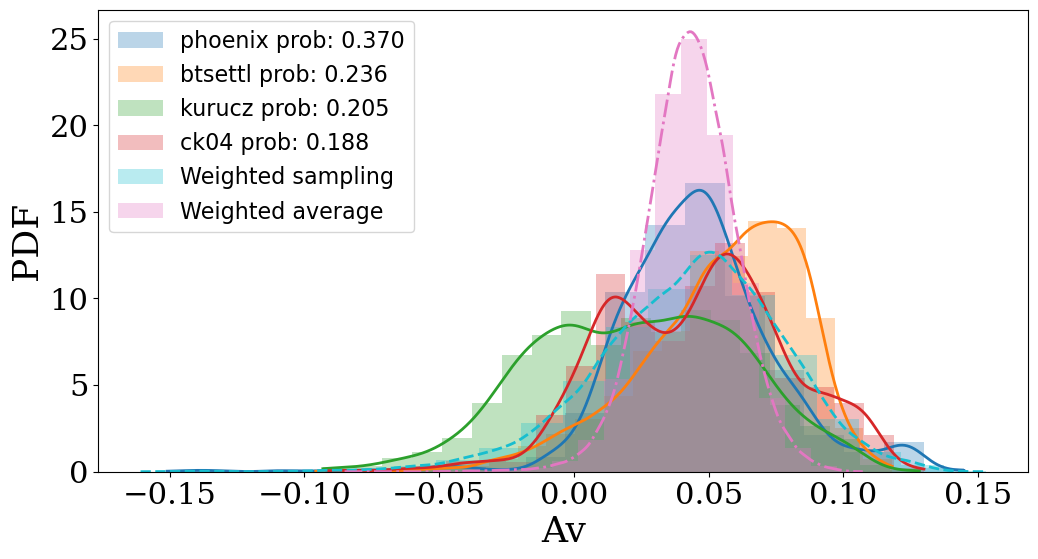 phoenix prob: 0.370
btsettl prob: 0.236
kurucz prob: 0.205
ck04 prob: 0.188
Weighted sampling
Weighted average
PDF
25
20
15
10
5
0
−0.15 −0.10 −0.05 0.00 0.05 0.10 0.15
Av